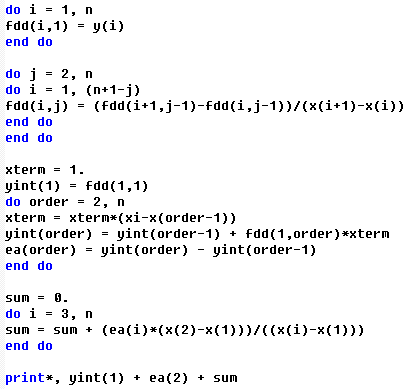 do i = 1, n
fdd(i,1) = y(i)
end do
do j = 2, n
do i = 1, (n+1-j)
fdd(i,j) = (fdd(i+1,j-1)-fdd(i,j-1))/(x(i+1)-x(i))
end do
end do
xterm = 1.
yint(1) = fdd(1,1)
do order = 2, n
xterm = xterm*(xi-x(order-1))
yint(order) = yint(order-1) + fdd(1,order)*xterm
ea(order) = yint(order) - yint(order-1)
end do
sum = 0.
do i = 3, n
sum = sum + (ea(i)*(x(2)-x(1)))/((x(i)-x(1)))
end do
print*, yint(1) + ea(2) + sum